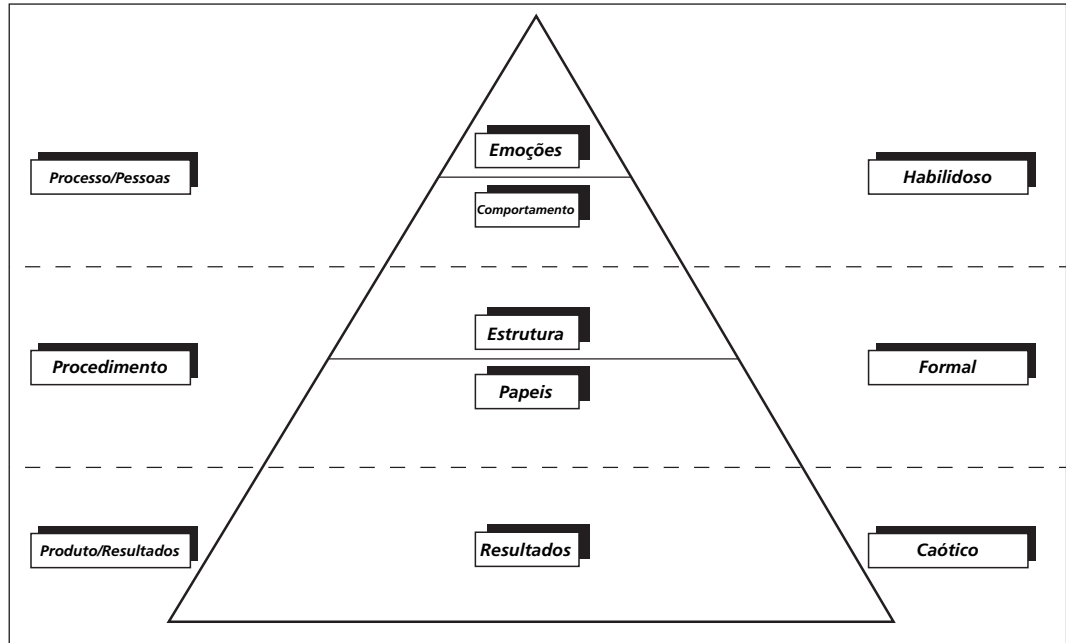 Emoções
Processo/Pessoas
Habilidoso
Comportamento
Estrutura
Procedimento
Formal
Papeis
Produto/Resultados
Resultados
Caótico